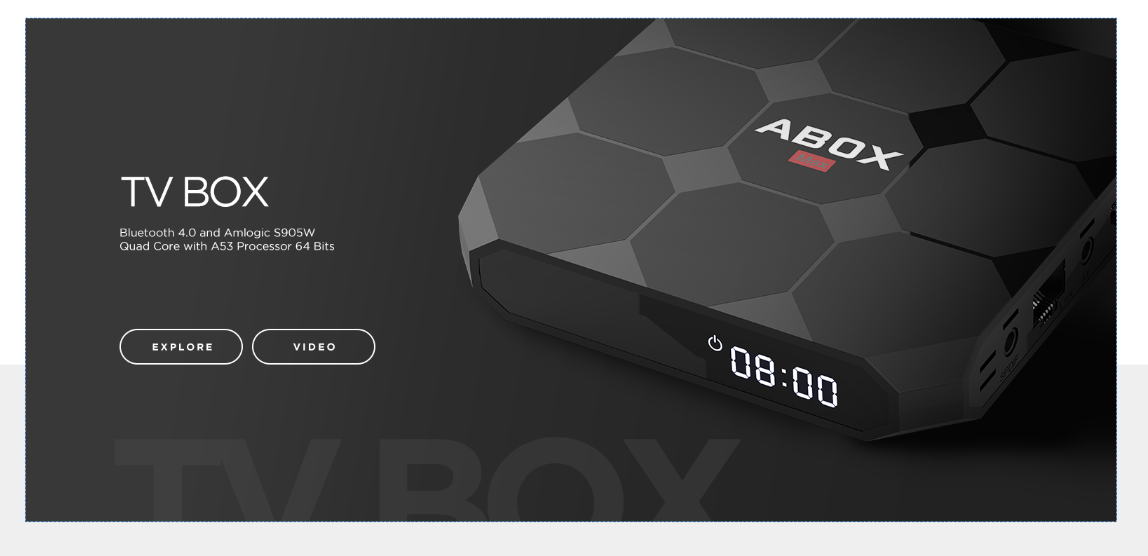 ABOX
TV BOX
Bluetooth 4.0 and Amlogic S905W
Quad Core with A53 Processor 64 Bits
EXPLORE
VIDEO
08:00
TV BOX